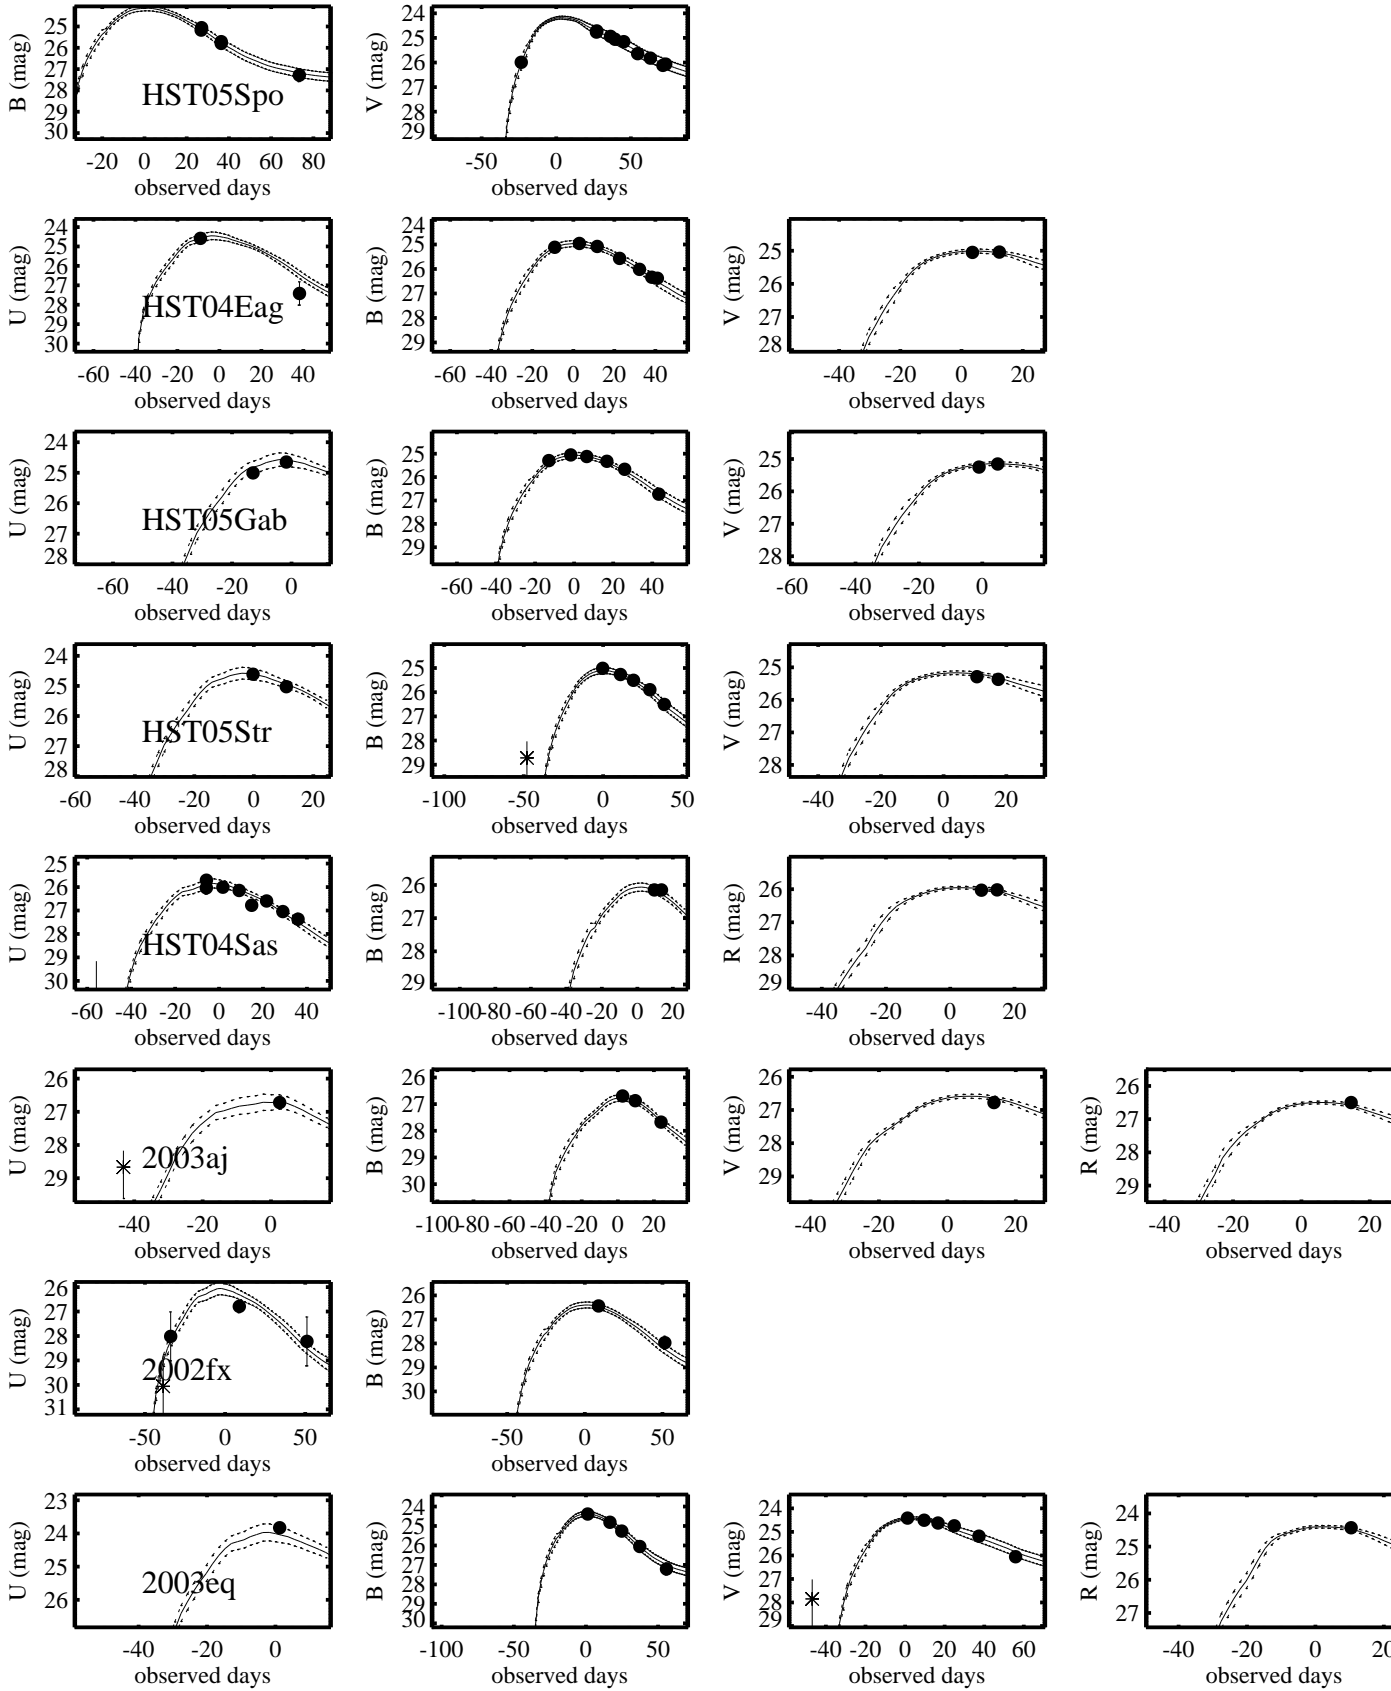 B (mag)
25
26
27
28
29
30
HST05Spo
-20 0 20 40 60 80
observed days
V (mag)
24
25
26
27
28
29
-50 0 50
observed days
U (mag)
24
25
26
27
28
29
30
HST04Eag
-60 -40 -20 0 20 40
observed days
B (mag)
24
25
26
27
28
29
-60 -40 -20 0 20 40
observed days
V (mag)
25
26
27
28
-40 -20 0 20
observed days
U (mag)
24
25
26
27
28
HST05Gab
-60 -40 -20 0
observed days
B (mag)
25
26
27
28
29
-60 -40 -20 0 20 40
observed days
V (mag)
25
26
27
28
-60 -40 -20 0
observed days
U (mag)
24
25
26
27
28
HST05Str
-60 -40 -20 0 20
observed days
B (mag)
25
26
27
28
29
-100 -50 0 50
observed days
V (mag)
25
26
27
28
-40 -20 0 20
observed days
U (mag)
25
26
27
28
29
30
HST04Sas
-60 -40 -20 0 20 40
observed days
B (mag)
26
27
28
29
-100-80 -60 -40 -20 0 20
observed days
R (mag)
26
27
28
29
-40 -20 0 20
observed days
U (mag)
26
27
28
29
2003aj
-40 -20 0
observed days
B (mag)
26
27
28
29
30
-100-80 -60 -40 -20 0 20
observed days
V (mag)
26
27
28
29
-40 -20 0 20
observed days
R (mag)
26
27
28
29
-40 -20 0 20
observed days
U (mag)
26
27
28
29
30
31
2002fx
-50 0 50
observed days
B (mag)
26
27
28
29
30
31
-50 0 50
observed days
U (mag)
23
24
25
26
2003eq
-40 -20 0
observed days
B (mag)
24
25
26
27
28
29
30
-100 -50 0 50
observed days
V (mag)
24
25
26
27
28
29
-40 -20 0 20 40 60
observed days
R (mag)
24
25
26
27
-40 -20 0 20
observed days